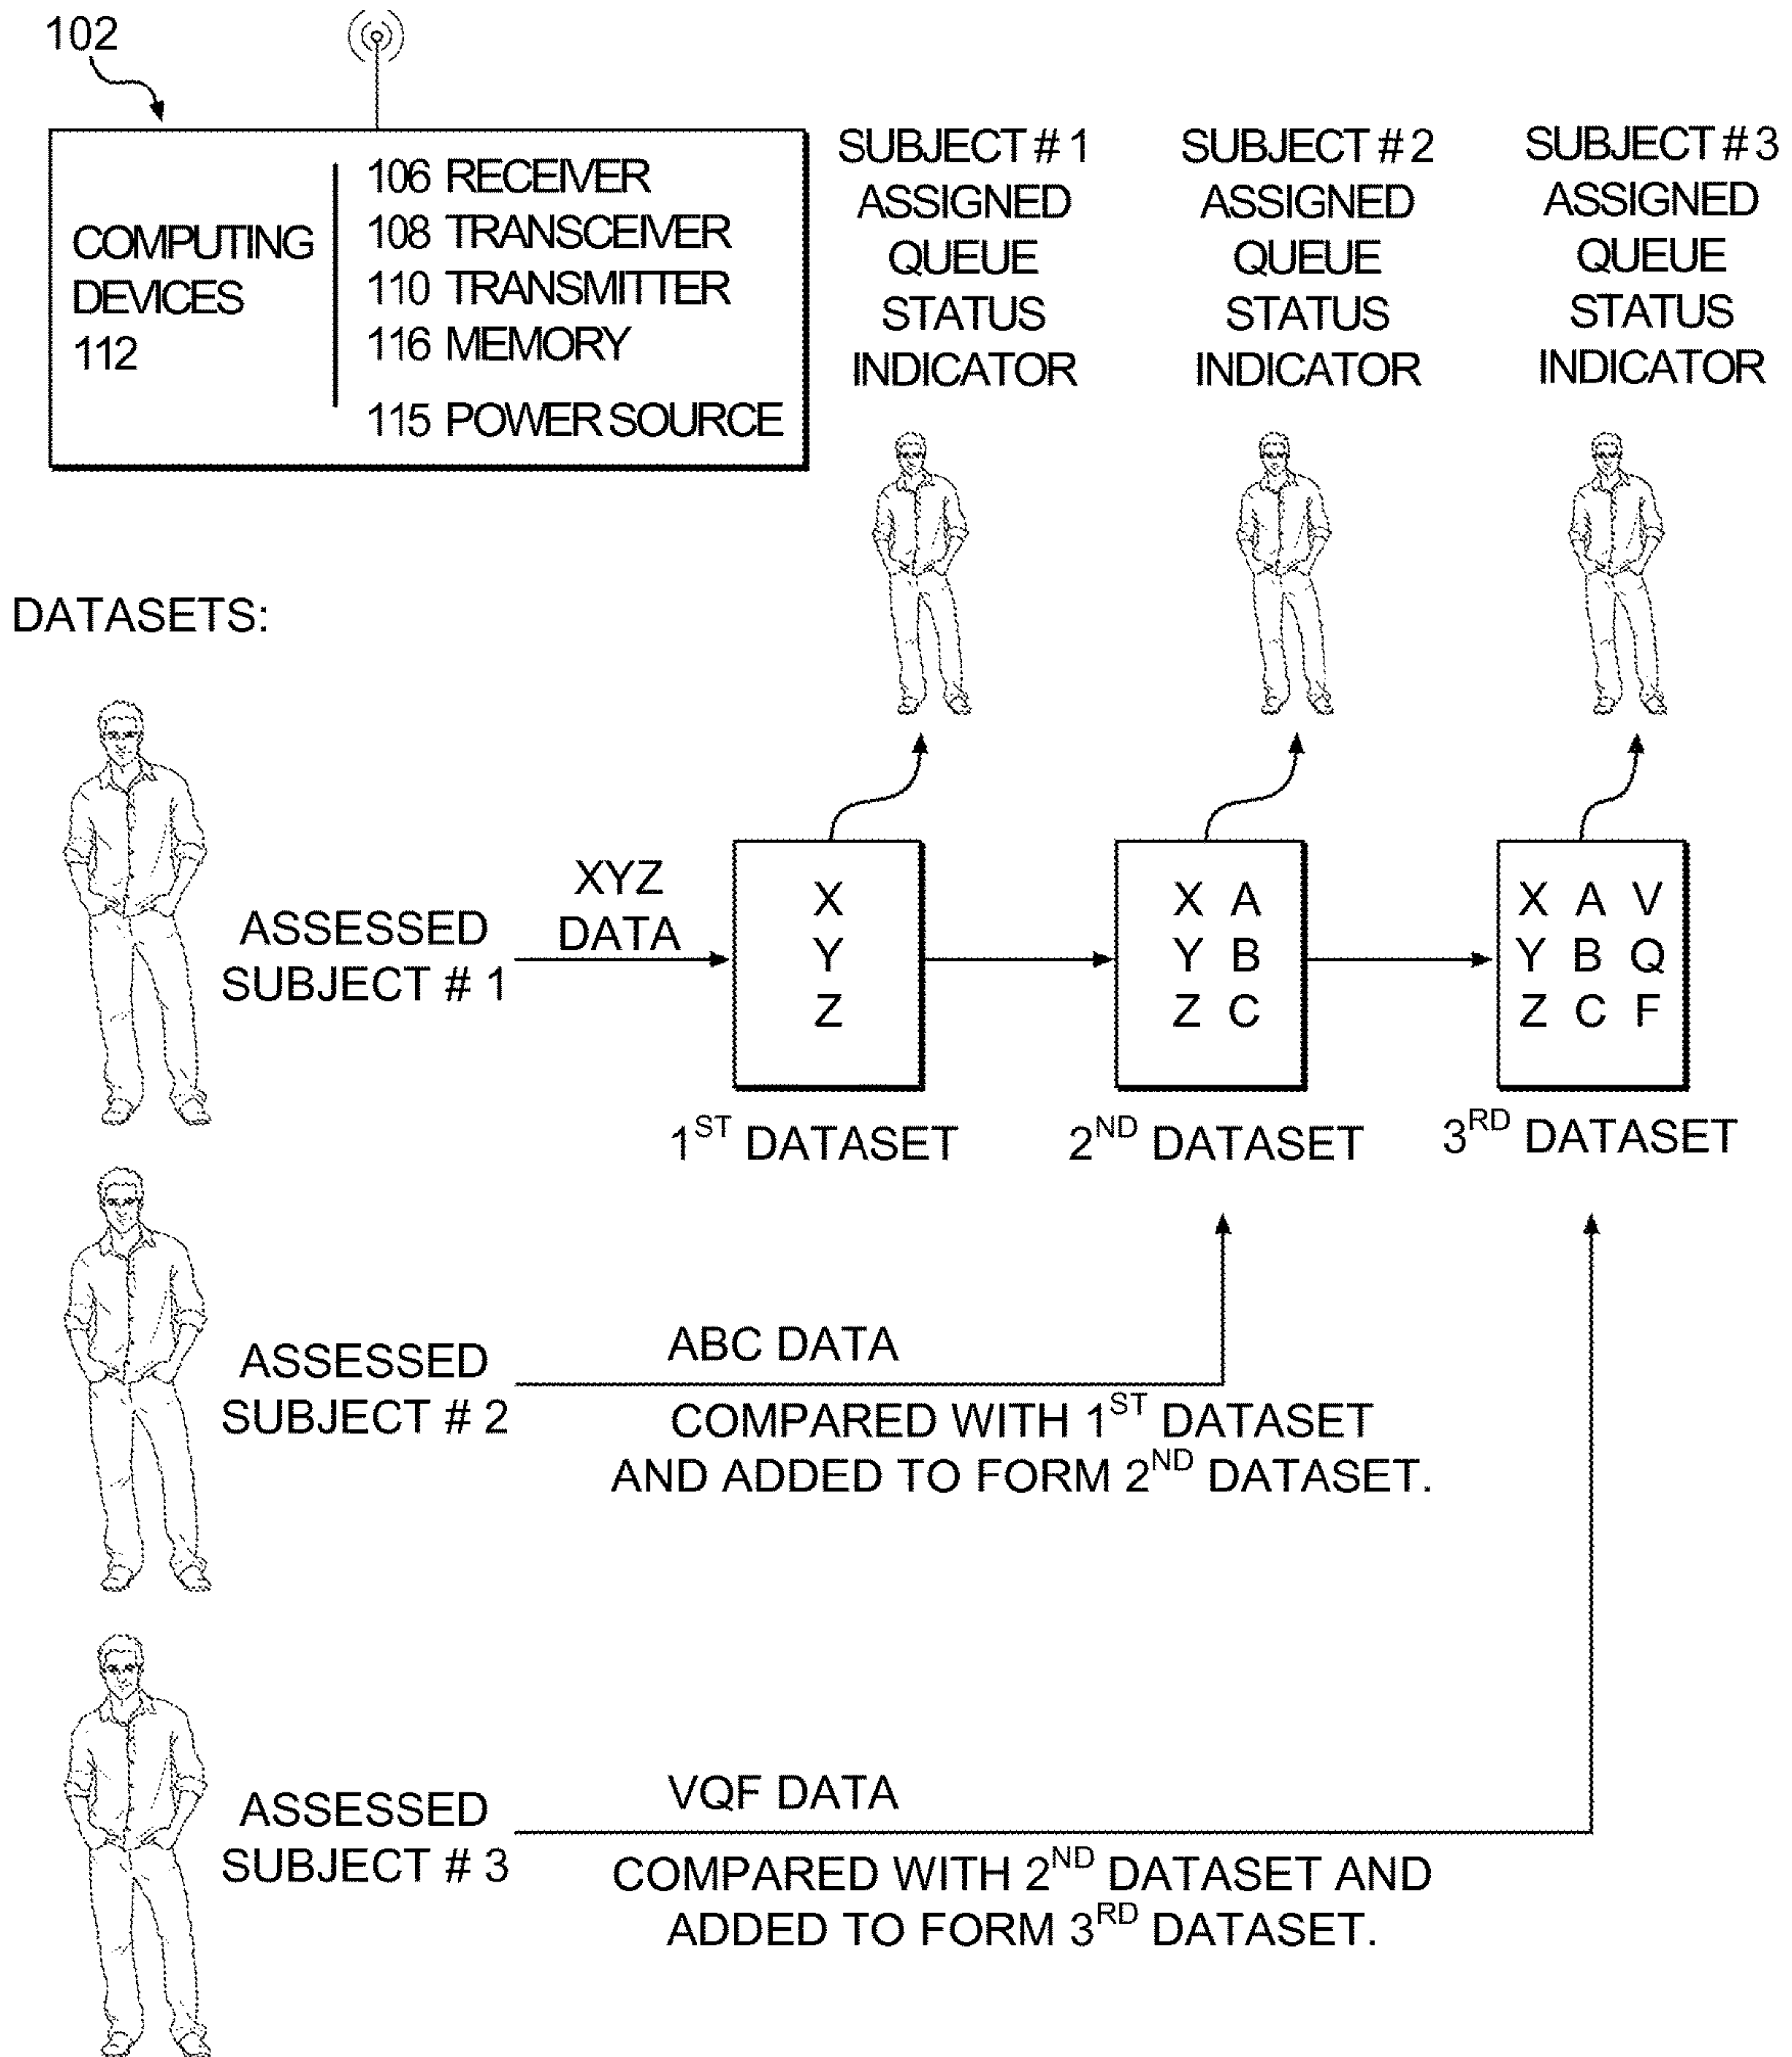 102
COMPUTING
DEVICES
112
106 RECEIVER
108 TRANSCEIVER
110 TRANSMITTER
116 MEMORY
115 POWER SOURCE
SUBJECT # 1
ASSIGNED
QUEUE
STATUS
INDICATOR
SUBJECT # 2
ASSIGNED
QUEUE
STATUS
INDICATOR
SUBJECT # 3
ASSIGNED
QUEUE
STATUS
INDICATOR
DATASETS:
ASSESSED
SUBJECT # 1
XYZ
DATA
X
Y
Z
1ST DATASET
X A
Y B
Z C
2ND DATASET
X A V
Y B Q
Z C F
3RD DATASET
ASSESSED
SUBJECT # 2
ABC DATA
COMPARED WITH 1ST DATASET
AND ADDED TO FORM 2ND DATASET.
ASSESSED
SUBJECT # 3
VQF DATA
COMPARED WITH 2ND DATASET AND
ADDED TO FORM 3RD DATASET.